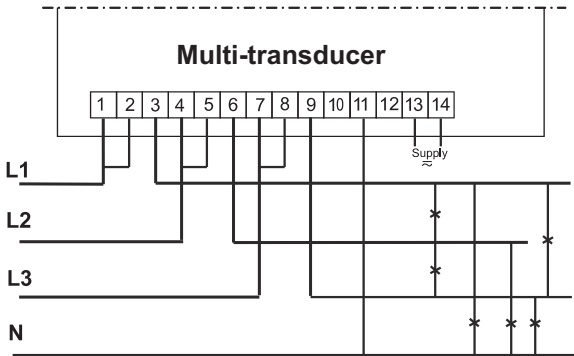 Multi-transducer
1 2 3 4 5 6 7 8 9 10 11 12 13 14
Supply
≂
L1
L2
L3
N